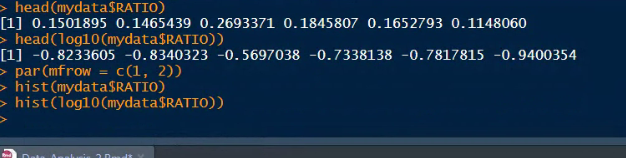 > head(mydata$RATIO)
[1] 0.1501895 0.1465439 0.2693371 0.1845807 0.1652793 0.1148060
> head(log10(mydata$RATIO))
[1] -0.8233605 -0.8340323 -0.5697038 -0.7338138 -0.7817815 -0.9400354
> par(mfrow = c(1, 2))
> hist(mydata$RATIO)
> hist(log10(mydata$RATIO))
>